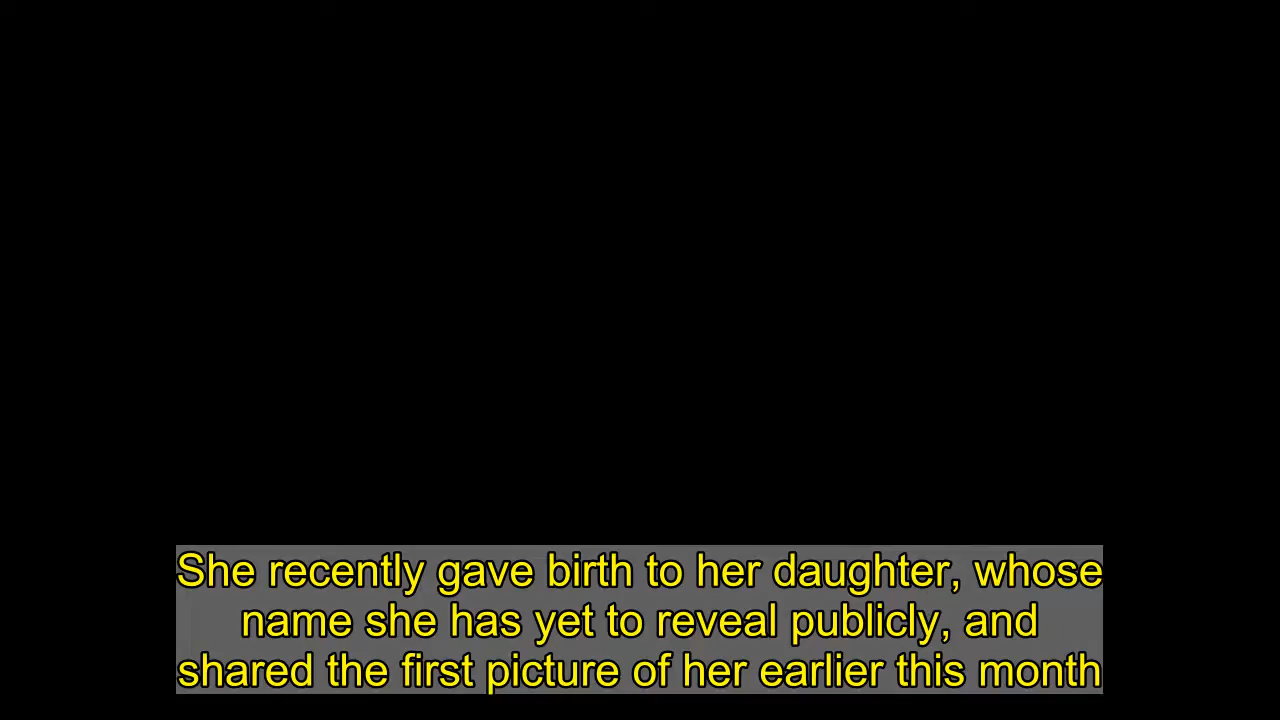 She recently gave birth to her daughter, whose
name she has yet to reveal publicly, and
shared the first picture of her earlier this month